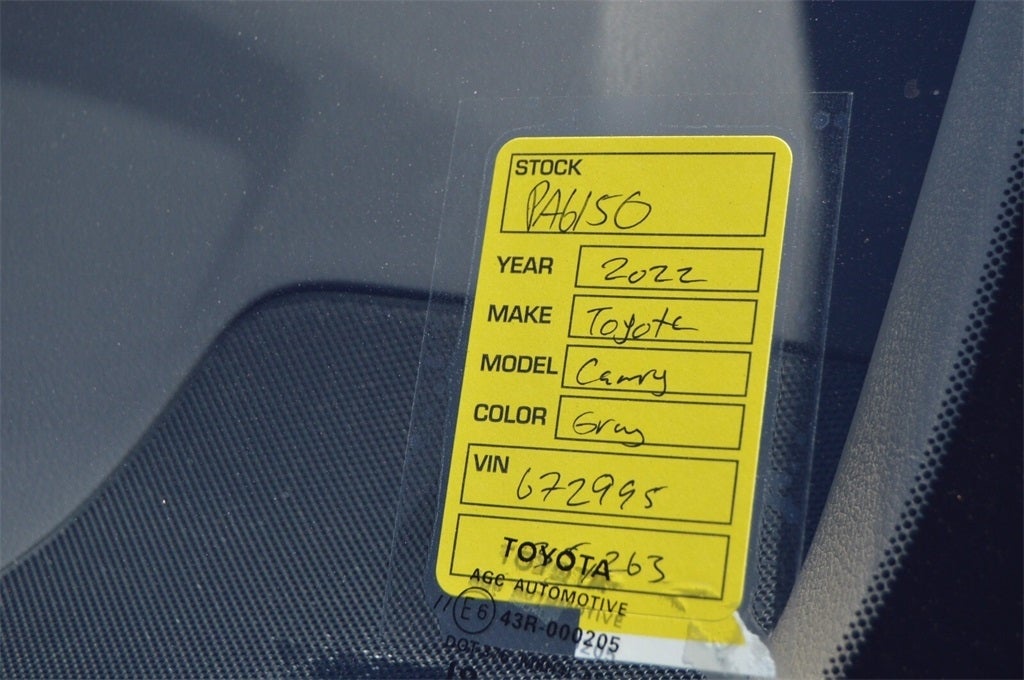 STOCK
PA6150
YEAR 2022
MAKE Toyota
MODEL Camry
COLOR Gray
VIN
672995
TOYOTA
AGC AUTOMOTIVE
E6 43R-000205